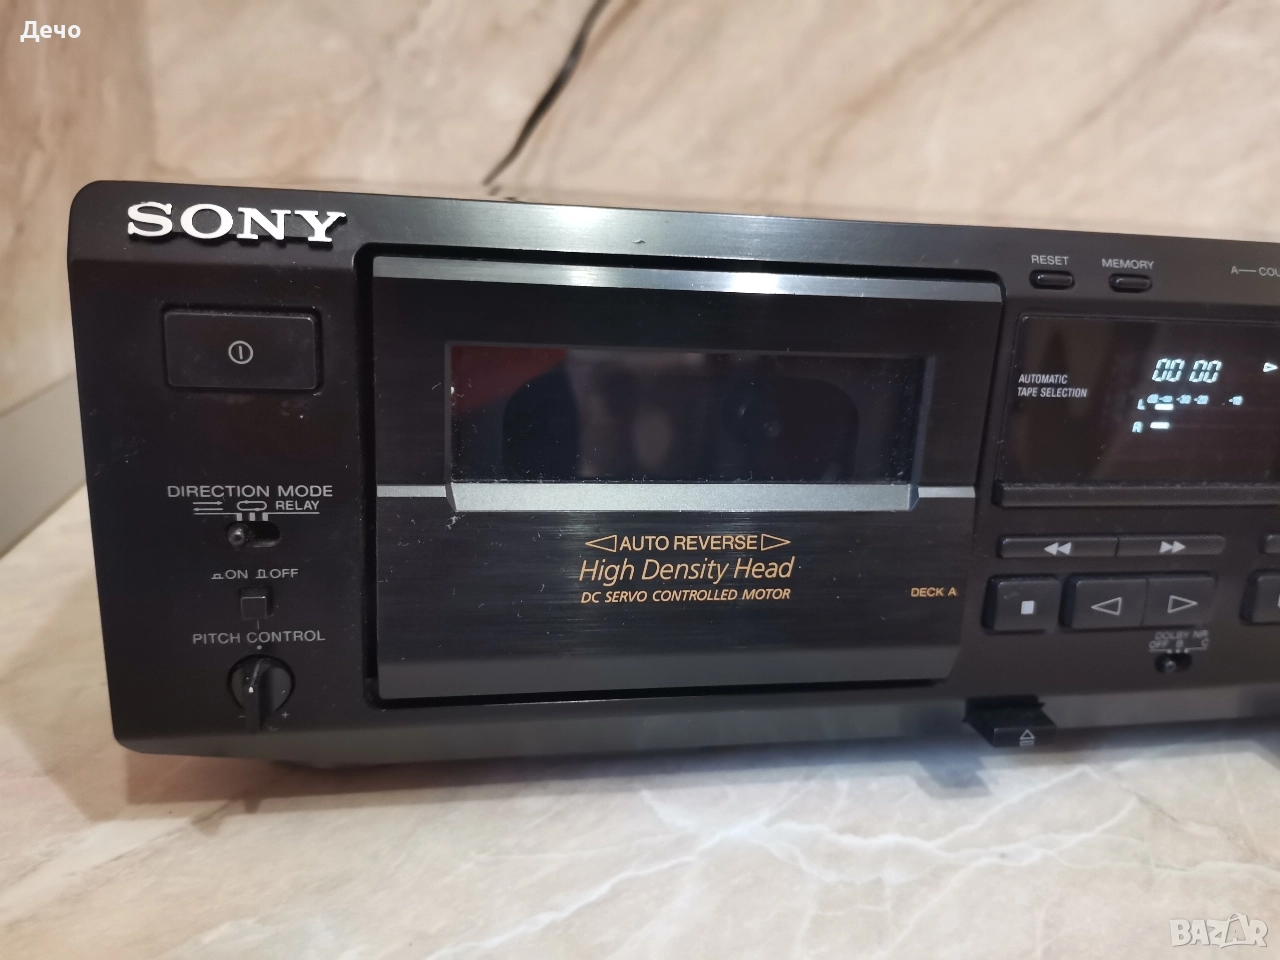 Дечо
SONY
RESET MEMORY
A—
AUTOMATIC
TAPE SELECTION
00 00
L
R
DIRECTION MODE
RELAY
ON OFF
PITCH CONTROL
- +
AUTO REVERSE
High Density Head
DC SERVO CONTROLLED MOTOR
DECK A
DOLBY NR
OFF B C
BAZAR